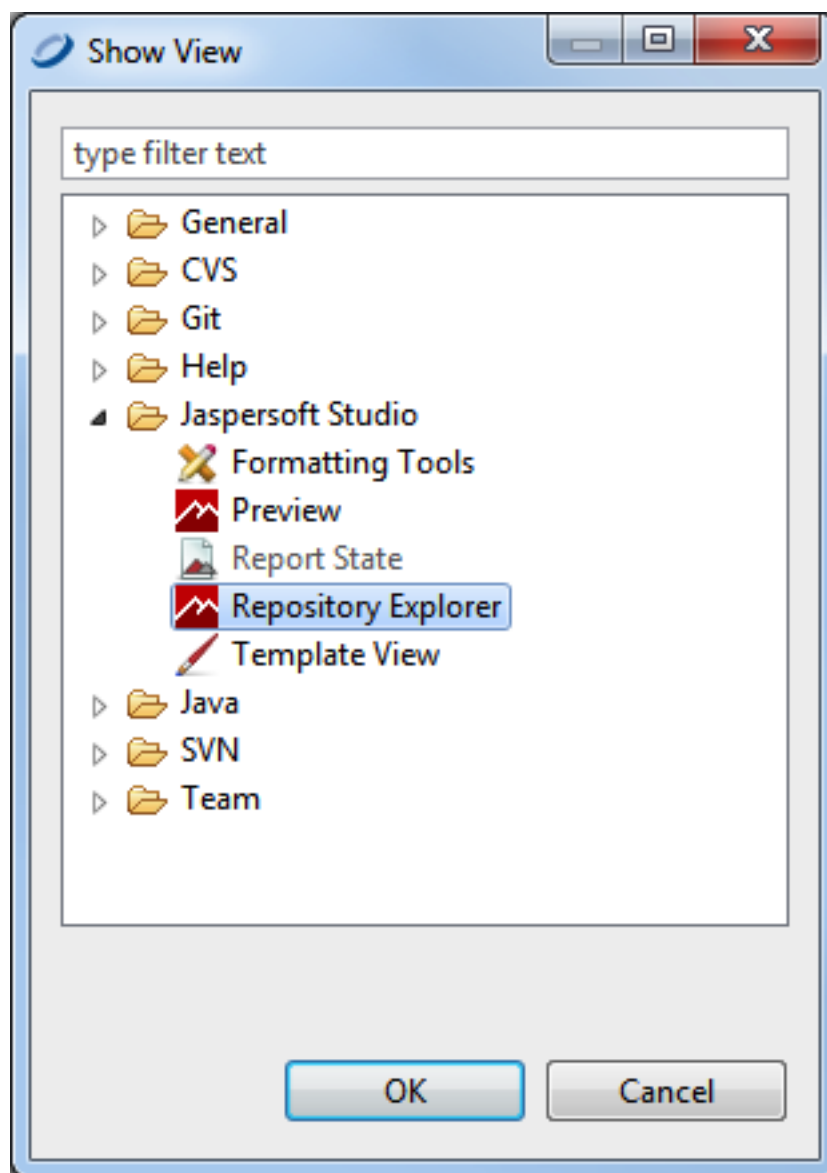 Show View
type filter text
General
CVS
Git
Help
Jaspersoft Studio
Formatting Tools
Preview
Report State
Repository Explorer
Template View
Java
SVN
Team
OK Cancel